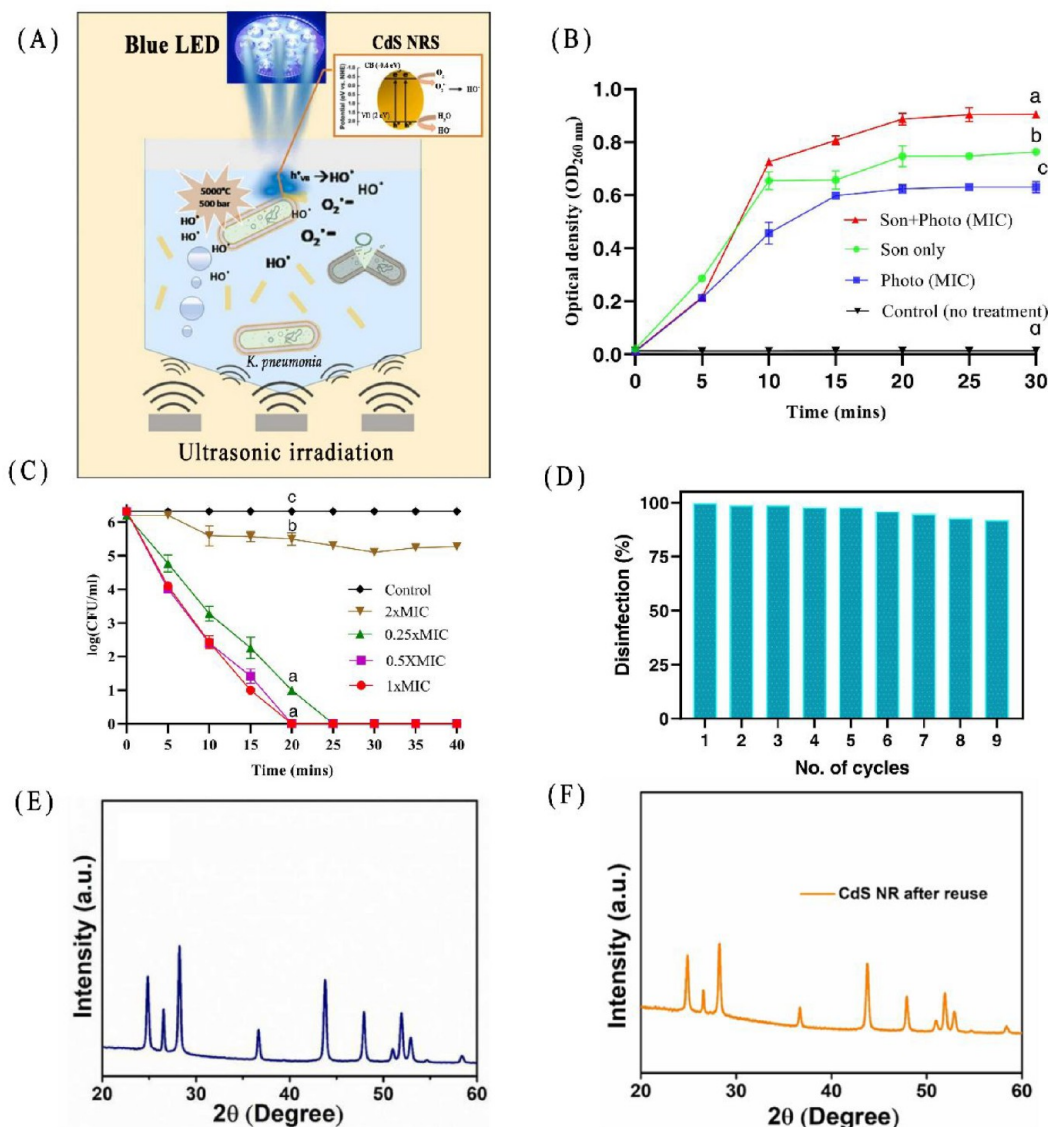 (A)
Blue LED
CdS NRS
CB (-0.4 eV)
Potential (eV vs. NHE)
O₂
O₂•⁻ → HO•
VB (2 eV)
H₂O
HO•
5000°C
500 bar
h⁺VB → HO•
HO•
HO•
O₂•⁻
HO•
HO•
O₂•⁻
HO•
HO•
HO•
K. pneumonia
Ultrasonic irradiation
(B)
Optical density (OD260 nm)
1.0
0.8
0.6
0.4
0.2
0.0
a
b
c
Son+Photo (MIC)
Son only
Photo (MIC)
Control (no treatment)
d
0 5 10 15 20 25 30
Time (mins)
(C)
log(CFU/ml)
6
5
4
3
2
1
0
c
b
a
a
Control
2xMIC
0.25xMIC
0.5XMIC
1xMIC
0 5 10 15 20 25 30 35 40
Time (mins)
(D)
Disinfection (%)
100
75
50
25
0
1 2 3 4 5 6 7 8 9
No. of cycles
(E)
Intensity (a.u.)
20 30 40 50 60
2θ (Degree)
(F)
Intensity (a.u.)
CdS NR after reuse
20 30 40 50 60
2θ (Degree)